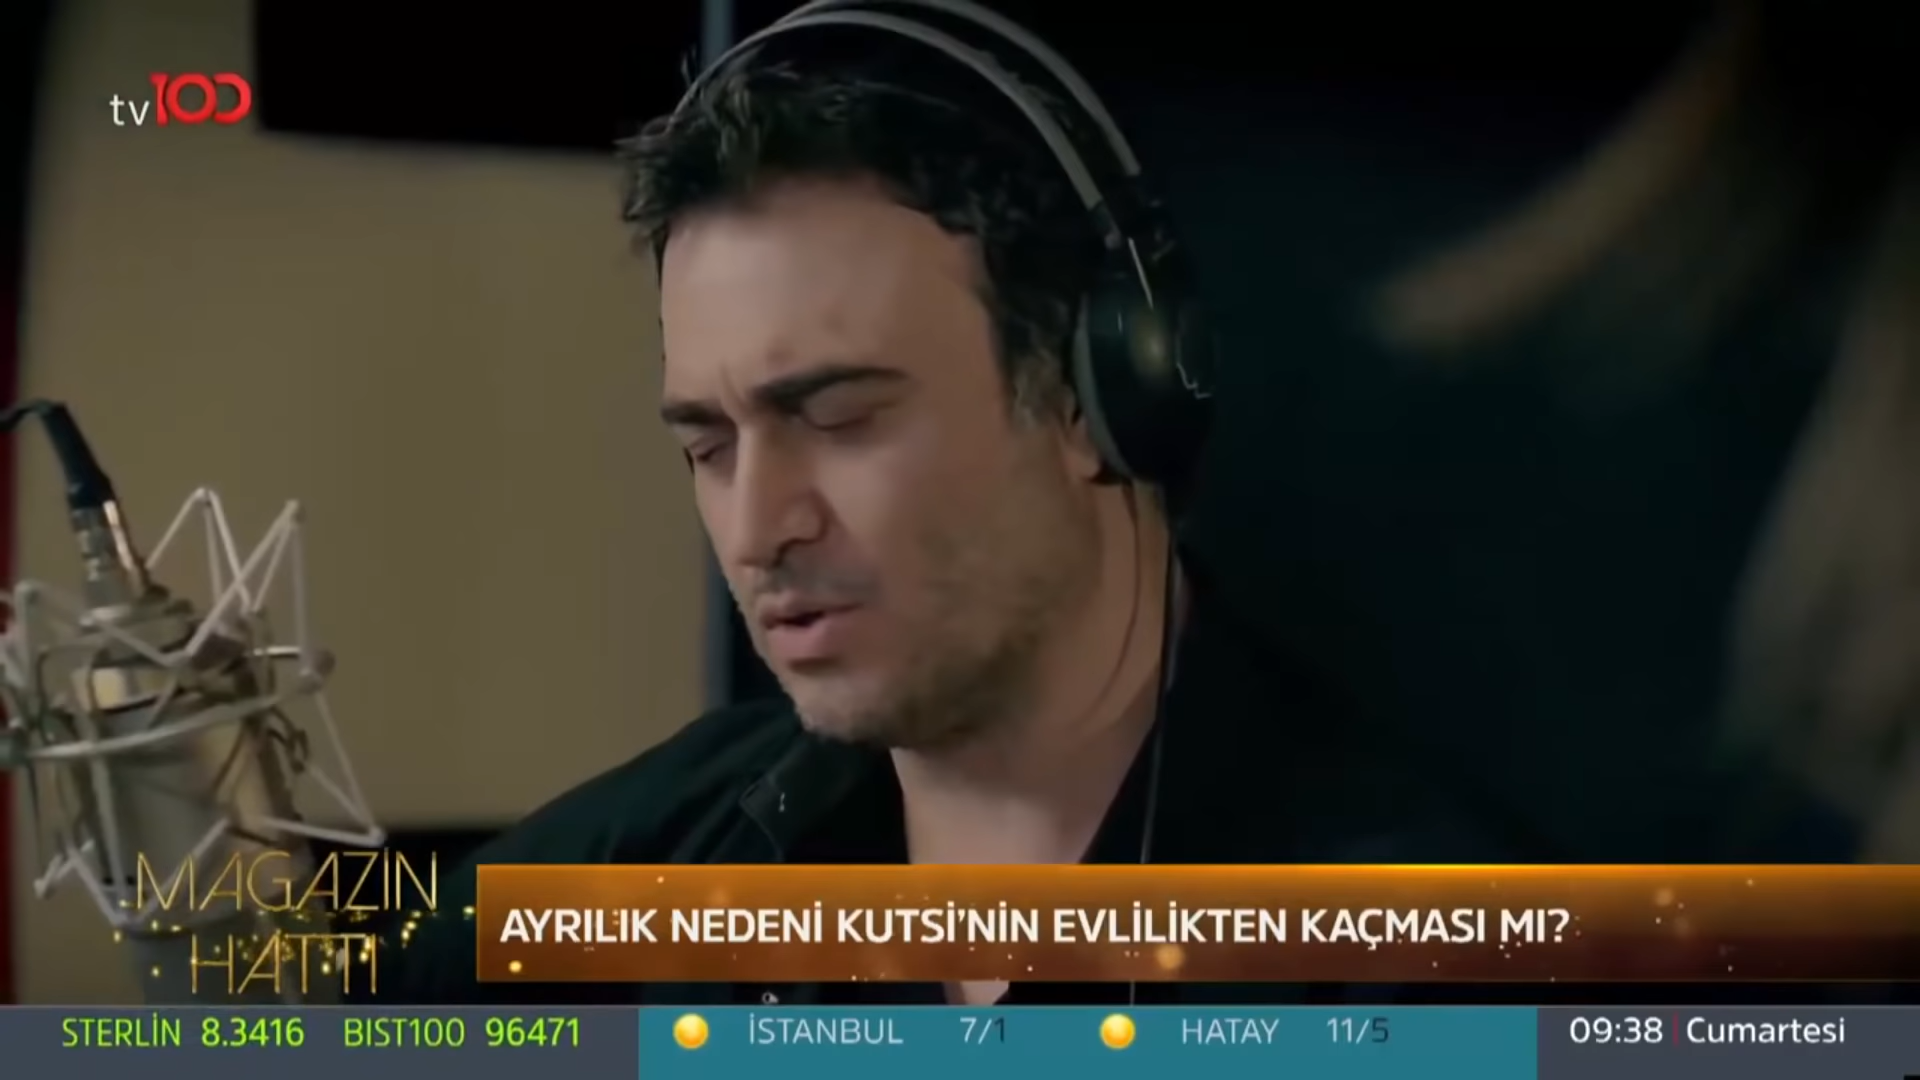 tv100
MAGAZİN
HATTI
AYRILIK NEDENİ KUTSİ'NİN EVLİLİKTEN KAÇMASI MI?
STERLİN 8.3416 BIST100 96471 İSTANBUL 7/1 HATAY 11/5 09:38 Cumartesi